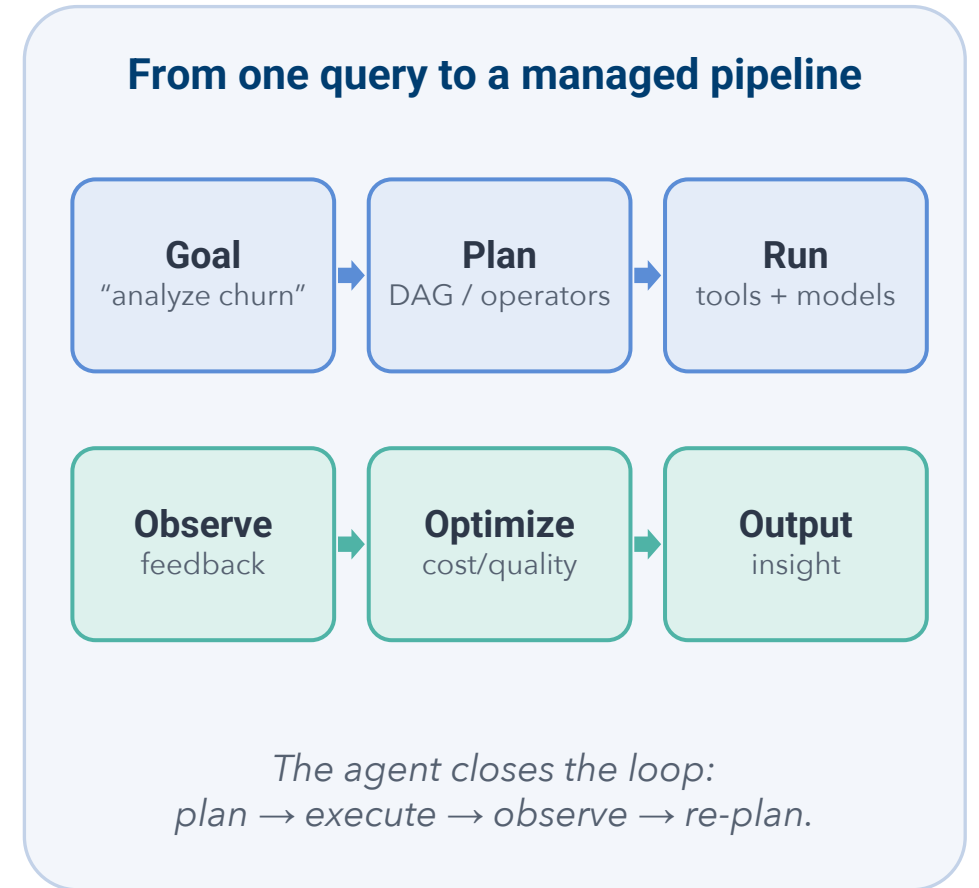 From one query to a managed pipeline
Goal
“analyze churn”
Plan
DAG / operators
Run
tools + models
Observe
feedback
Optimize
cost/quality
Output
insight
The agent closes the loop:
plan → execute → observe → re-plan.